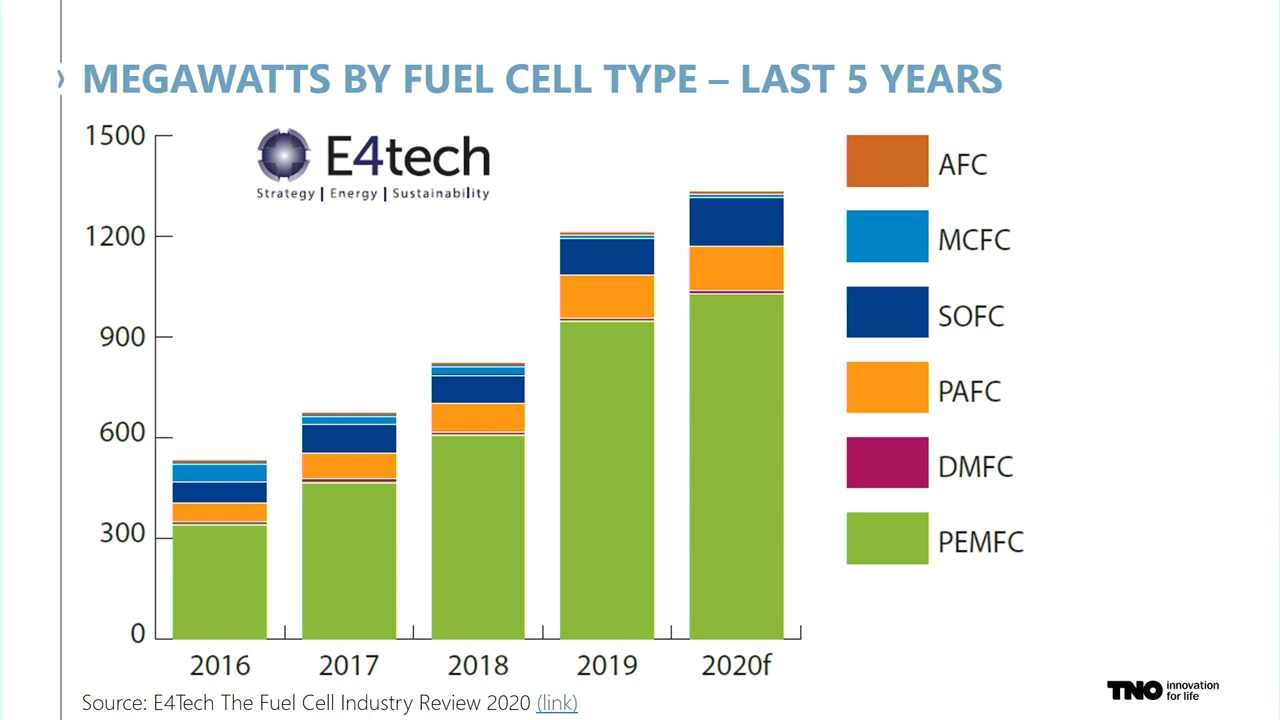 MEGAWATTS BY FUEL CELL TYPE – LAST 5 YEARS
E4tech
Strategy | Energy | Sustainability
1500
1200
900
600
300
0
2016 2017 2018 2019 2020f
AFC
MCFC
SOFC
PAFC
DMFC
PEMFC
Source: E4Tech The Fuel Cell Industry Review 2020 (link)
TNO innovation
for life